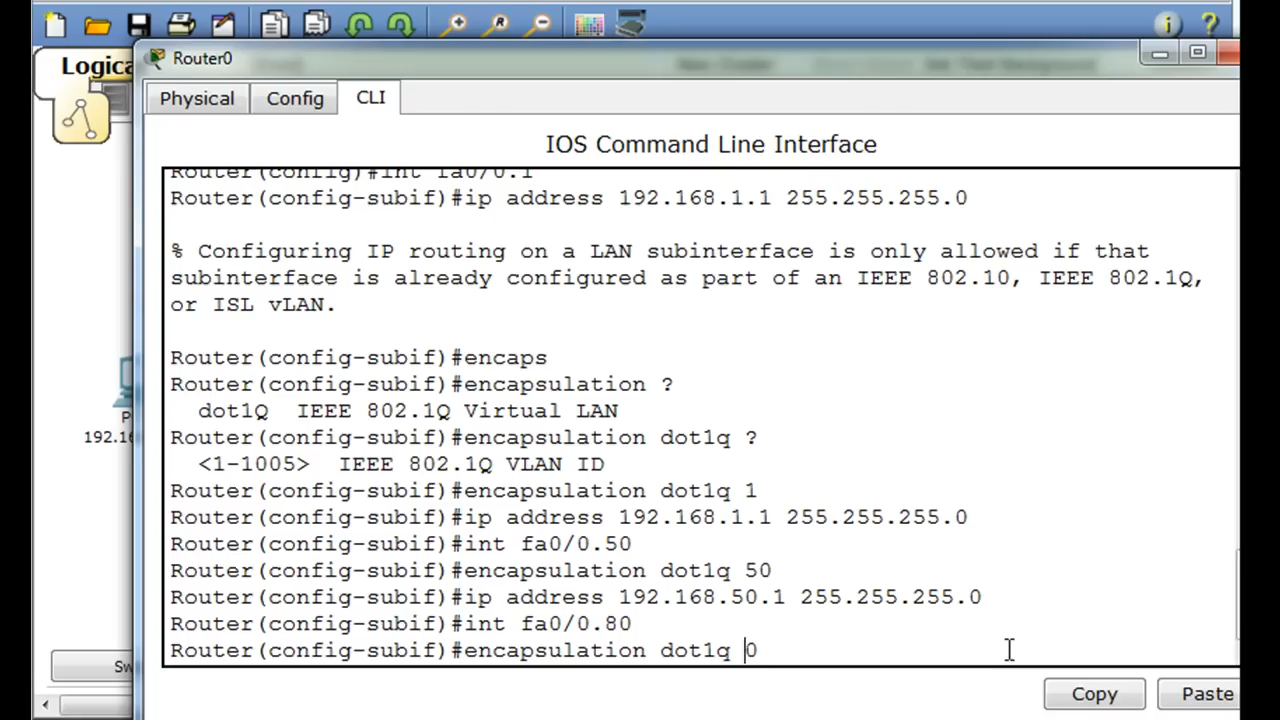 Router0
Physical
Config
CLI
IOS Command Line Interface
Router(config)#int fa0/0.1
Router(config-subif)#ip address 192.168.1.1 255.255.255.0
% Configuring IP routing on a LAN subinterface is only allowed if that
subinterface is already configured as part of an IEEE 802.10, IEEE 802.1Q,
or ISL vLAN.
Router(config-subif)#encaps
Router(config-subif)#encapsulation ?
dot1Q IEEE 802.1Q Virtual LAN
Router(config-subif)#encapsulation dot1q ?
<1-1005> IEEE 802.1Q VLAN ID
Router(config-subif)#encapsulation dot1q 1
Router(config-subif)#ip address 192.168.1.1 255.255.255.0
Router(config-subif)#int fa0/0.50
Router(config-subif)#encapsulation dot1q 50
Router(config-subif)#ip address 192.168.50.1 255.255.255.0
Router(config-subif)#int fa0/0.80
Router(config-subif)#encapsulation dot1q 0
Copy
Paste